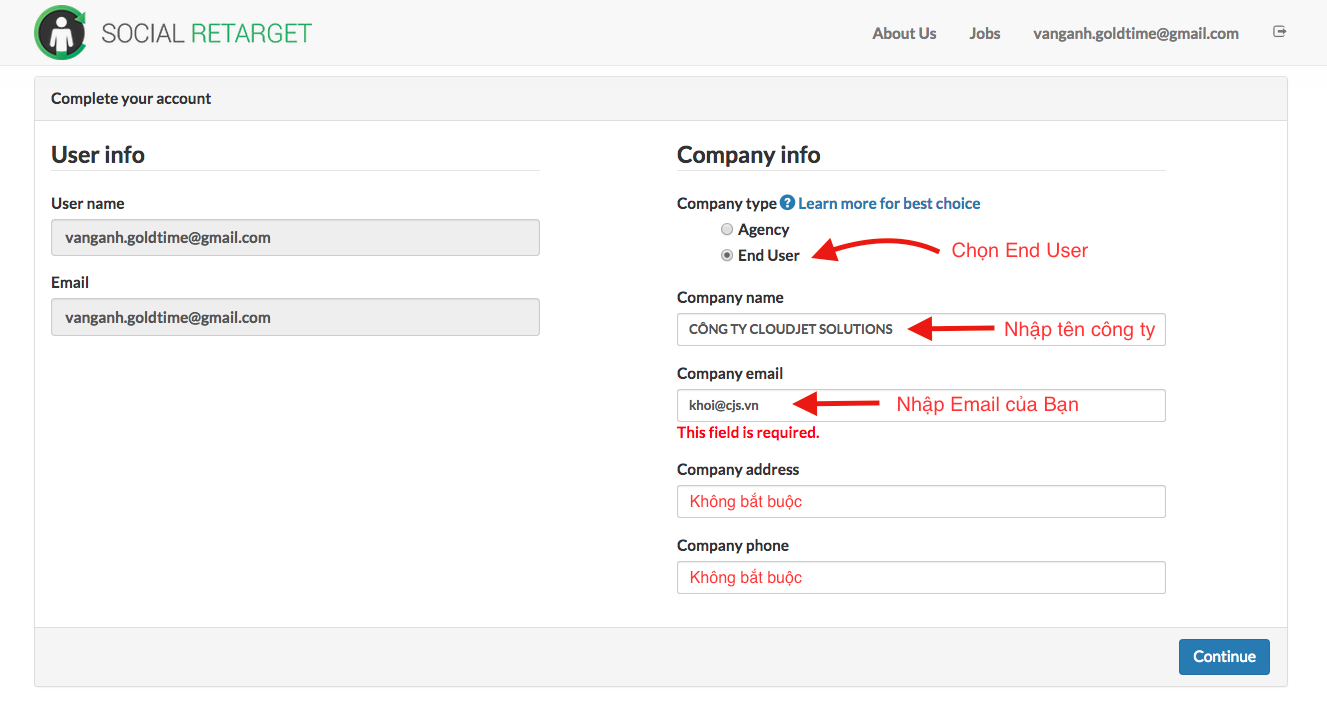 SOCIAL RETARGET
About Us Jobs vanganh.goldtime@gmail.com
Complete your account
User info
User name
vanganh.goldtime@gmail.com
Email
vanganh.goldtime@gmail.com
Company info
Company type ? Learn more for best choice
Agency
End User Chọn End User
Company name
CÔNG TY CLOUDJET SOLUTIONS Nhập tên công ty
Company email
khoi@cjs.vn Nhập Email của Bạn
This field is required.
Company address
Không bắt buộc
Company phone
Không bắt buộc
Continue